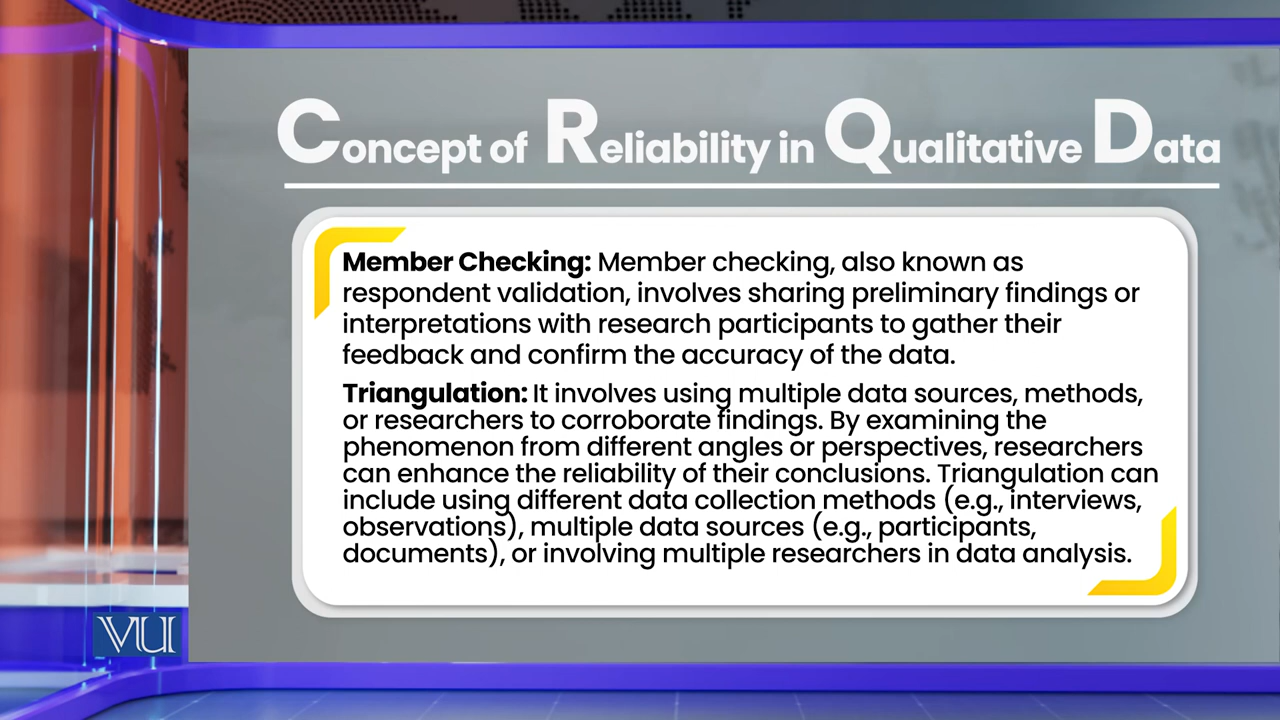 Concept of Reliability in Qualitative Data
Member Checking: Member checking, also known as
respondent validation, involves sharing preliminary findings or
interpretations with research participants to gather their
feedback and confirm the accuracy of the data.
Triangulation: It involves using multiple data sources, methods,
or researchers to corroborate findings. By examining the
phenomenon from different angles or perspectives, researchers
can enhance the reliability of their conclusions. Triangulation can
include using different data collection methods (e.g., interviews,
observations), multiple data sources (e.g., participants,
documents), or involving multiple researchers in data analysis.
VU